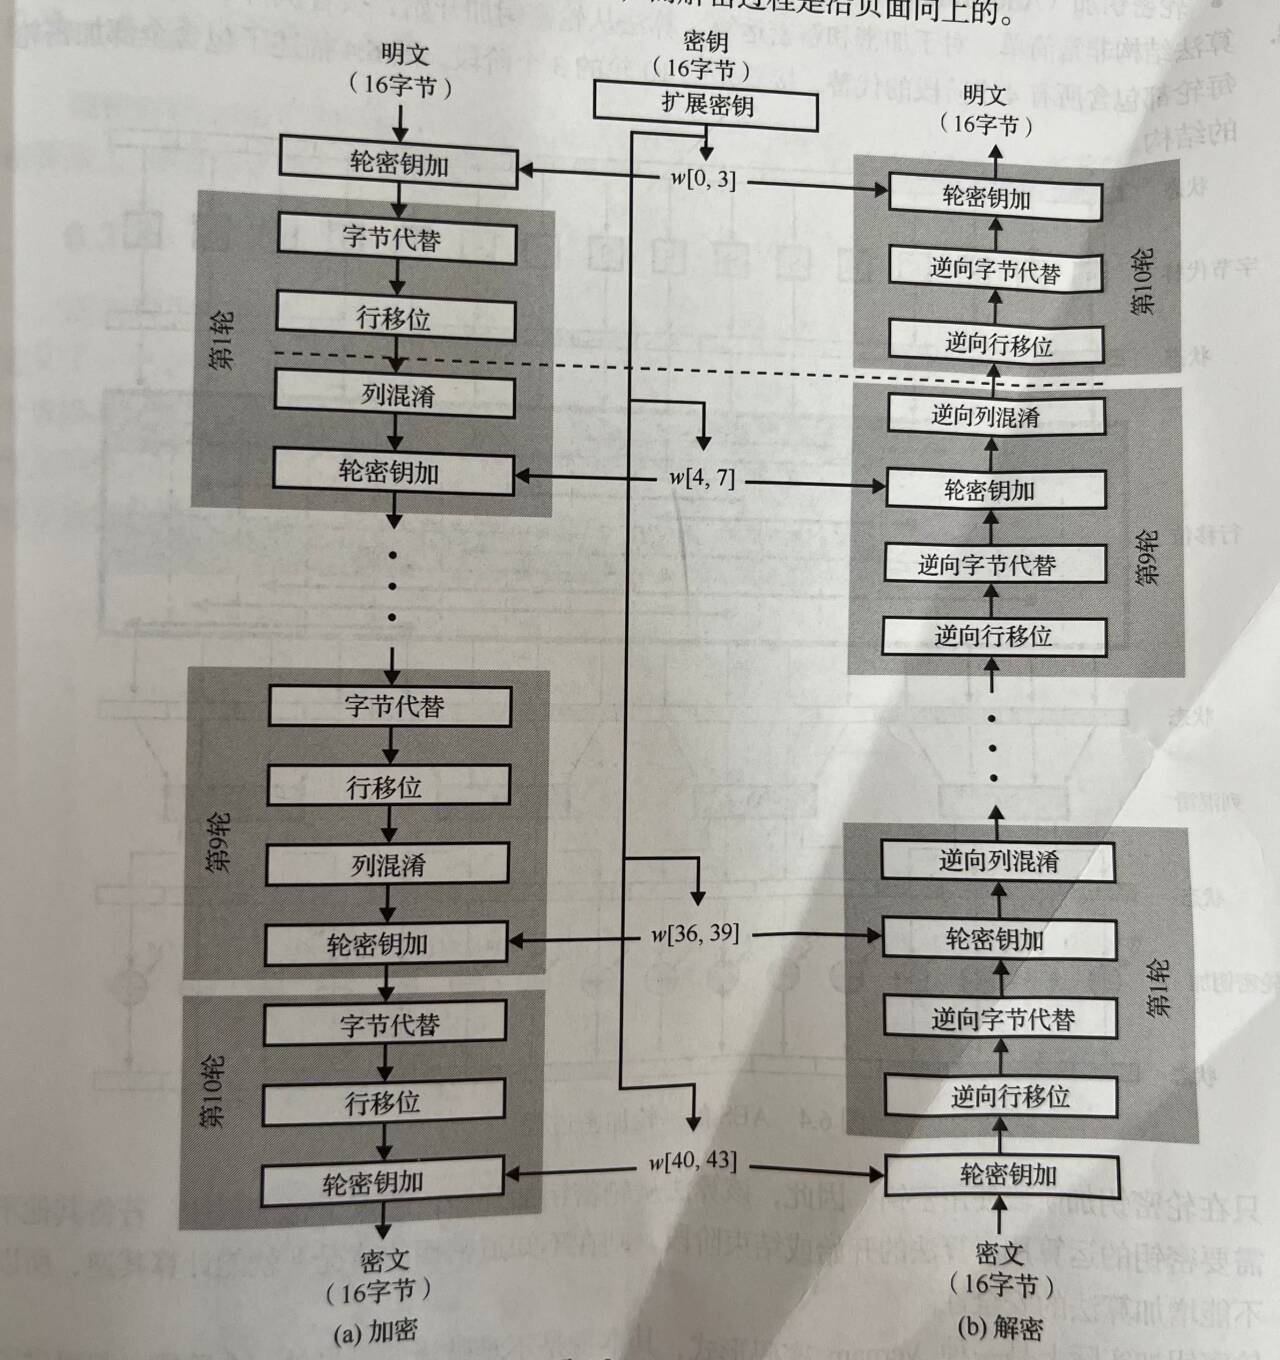 解密过程是沿页面向上的。
明文
（16字节）
轮密钥加
第1轮
字节代替
行移位
列混淆
轮密钥加
第9轮
字节代替
行移位
列混淆
轮密钥加
第10轮
字节代替
行移位
轮密钥加
密文
（16字节）
(a) 加密
密钥
（16字节）
扩展密钥
w[0, 3]
w[4, 7]
w[36, 39]
w[40, 43]
明文
（16字节）
轮密钥加
逆向字节代替
逆向行移位
第10轮
逆向列混淆
轮密钥加
逆向字节代替
逆向行移位
第9轮
逆向列混淆
轮密钥加
逆向字节代替
逆向行移位
第1轮
轮密钥加
密文
（16字节）
(b) 解密